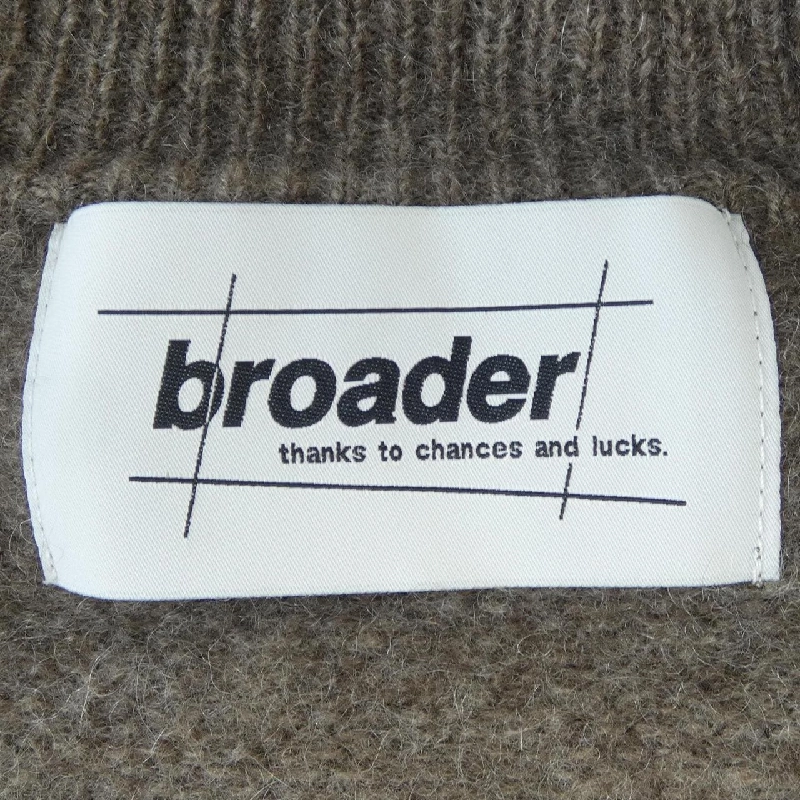 broader
thanks to chances and lucks.